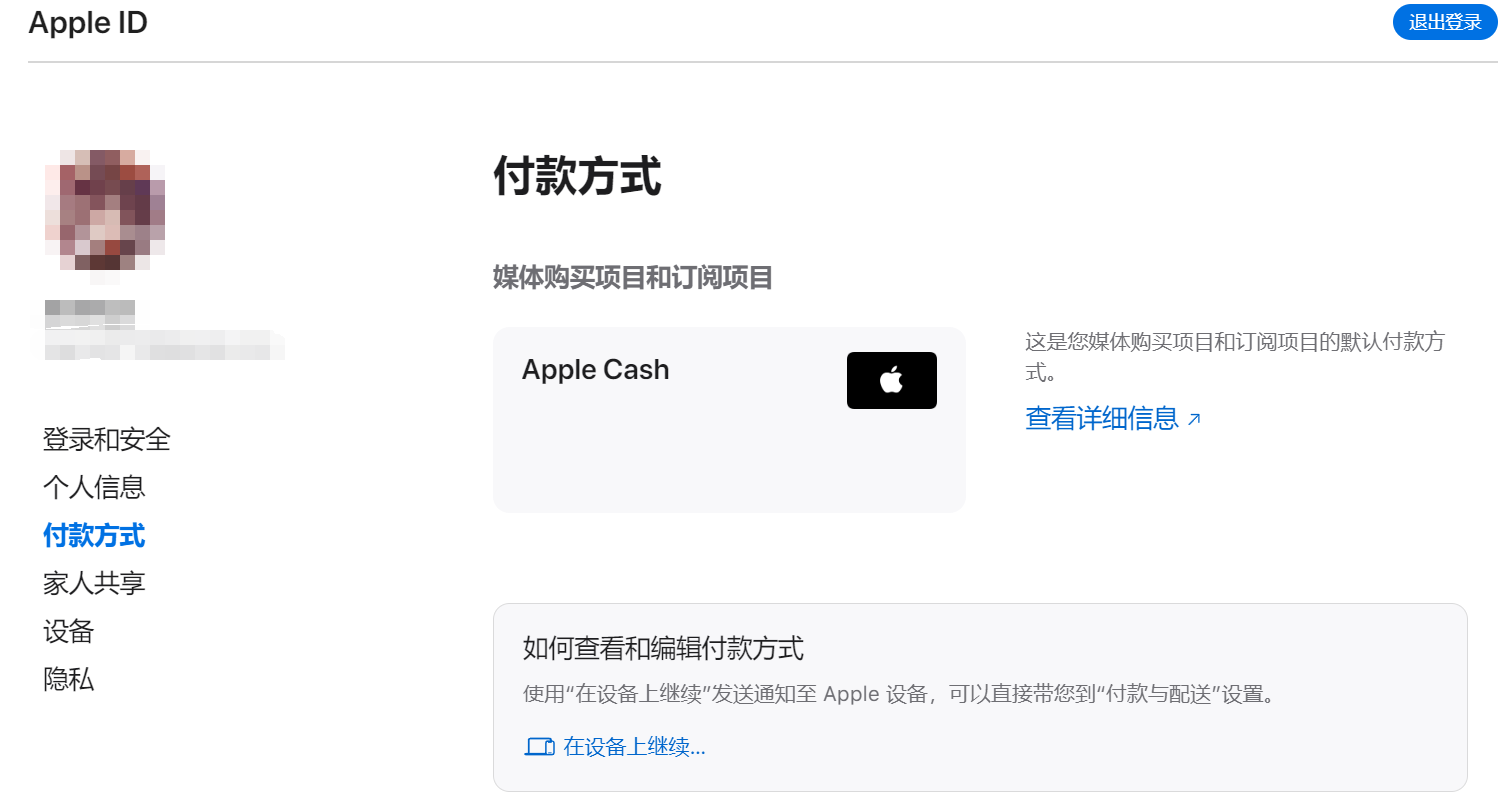 Apple ID
退出登录
登录和安全
个人信息
付款方式
家人共享
设备
隐私
付款方式
媒体购买项目和订阅项目
Apple Cash
这是您媒体购买项目和订阅项目的默认付款方
式。
查看详细信息 ↗
如何查看和编辑付款方式
使用“在设备上继续”发送通知至 Apple 设备，可以直接带您到“付款与配送”设置。
在设备上继续...